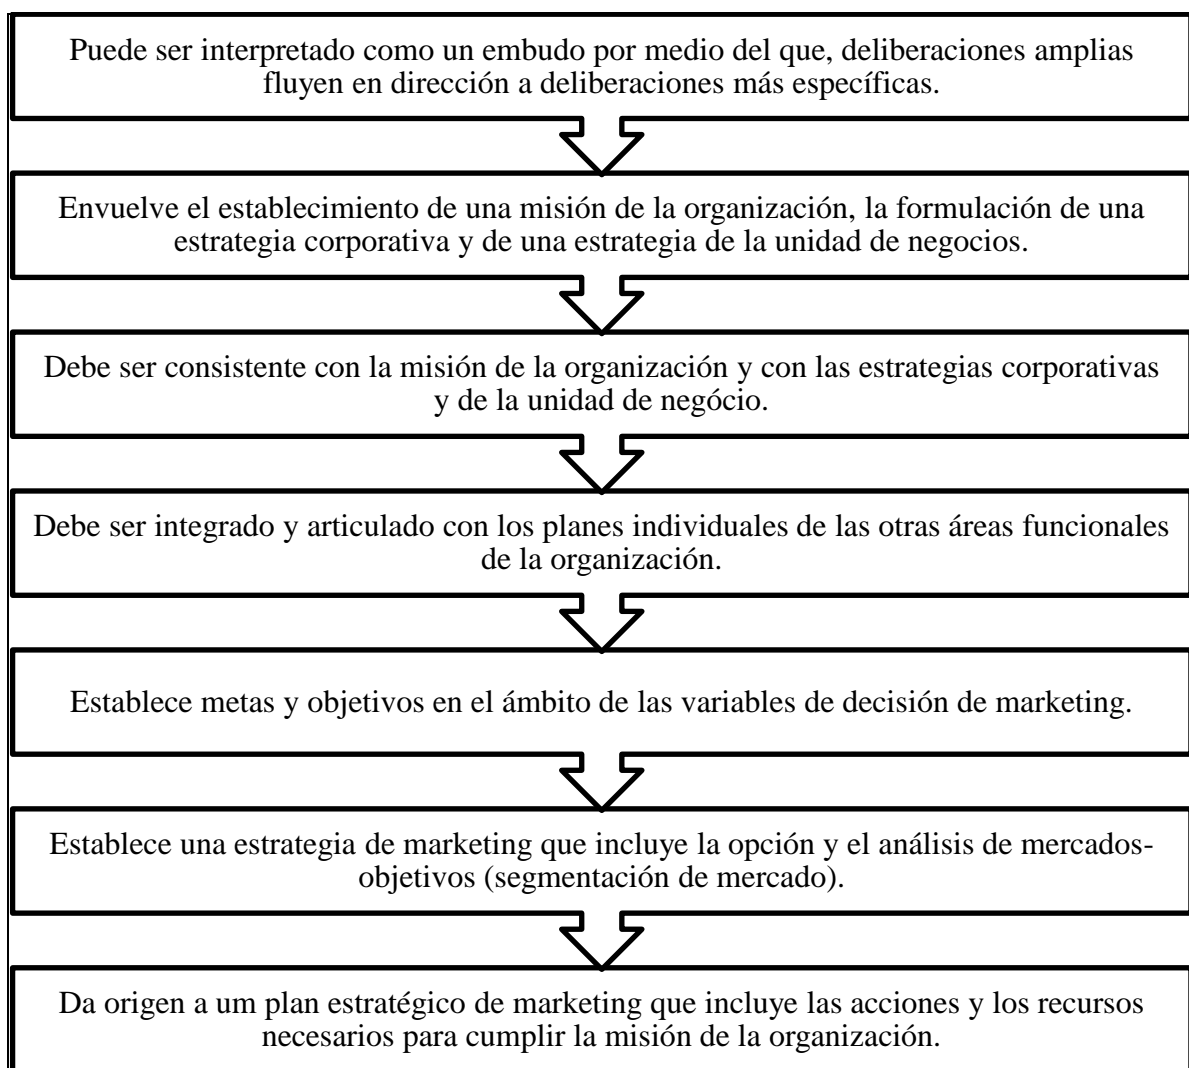 Puede ser interpretado como un embudo por medio del que, deliberaciones amplias
fluyen en dirección a deliberaciones más específicas.
Envuelve el establecimiento de una misión de la organización, la formulación de una
estrategia corporativa y de una estrategia de la unidad de negocios.
Debe ser consistente con la misión de la organización y con las estrategias corporativas
y de la unidad de negócio.
Debe ser integrado y articulado con los planes individuales de las otras áreas funcionales
de la organización.
Establece metas y objetivos en el ámbito de las variables de decisión de marketing.
Establece una estrategia de marketing que incluye la opción y el análisis de mercados-
objetivos (segmentación de mercado).
Da origen a um plan estratégico de marketing que incluye las acciones y los recursos
necesarios para cumplir la misión de la organización.